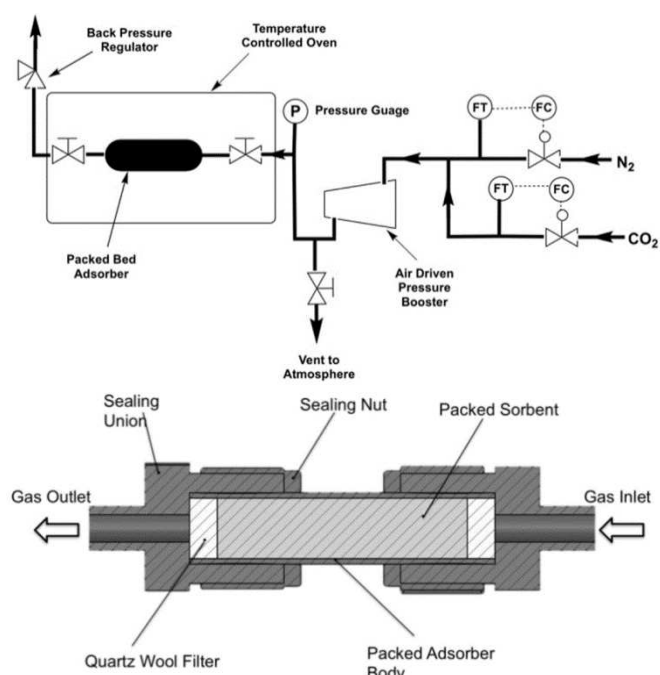 Back Pressure
Regulator
Temperature
Controlled Oven
P
Pressure Guage
FT
FC
N2
FT
FC
CO2
Packed Bed
Adsorber
Air Driven
Pressure
Booster
Vent to
Atmosphere
Sealing
Union
Sealing Nut
Packed Sorbent
Gas Outlet
Gas Inlet
Quartz Wool Filter
Packed Adsorber
Body